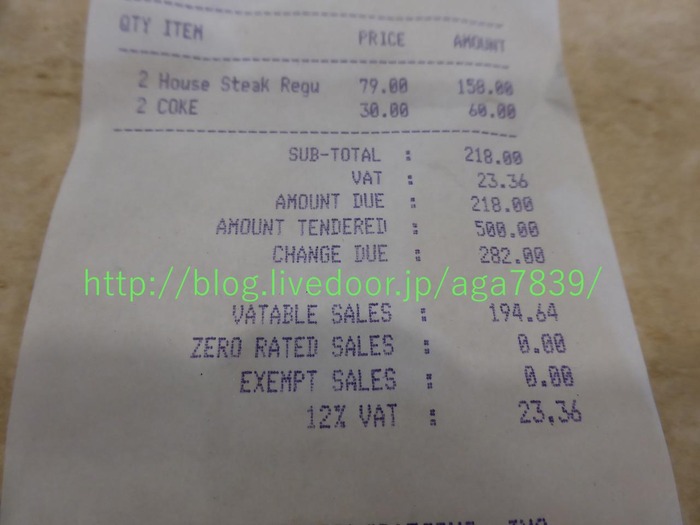 QTY ITEM PRICE AMOUNT
2 House Steak Regu 79.00 158.00
2 COKE 30.00 60.00
SUB-TOTAL : 218.00
VAT : 23.36
AMOUNT DUE : 218.00
AMOUNT TENDERED : 500.00
CHANGE DUE : 282.00
http://blog.livedoor.jp/aga7839/
VATABLE SALES : 194.64
ZERO RATED SALES : 0.00
EXEMPT SALES : 0.00
12% VAT : 23.36